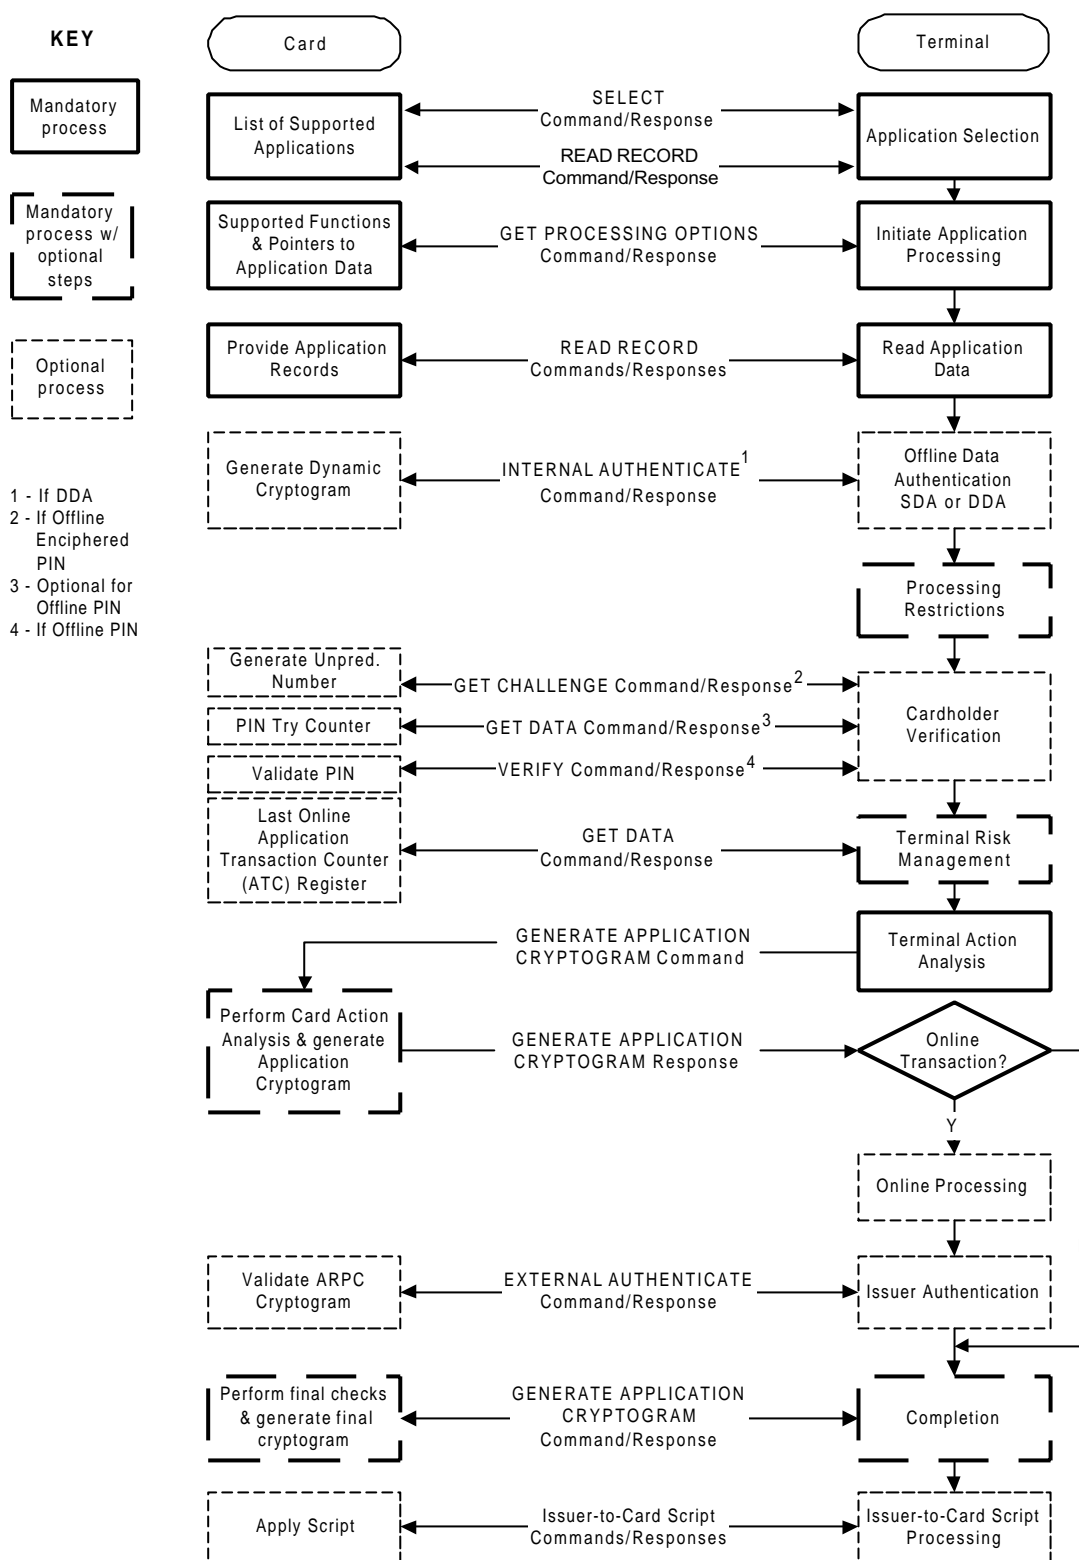 KEY
Card
Terminal
Mandatory
process
List of Supported
Applications
SELECT
Command/Response
READ RECORD
Command/Response
Application Selection
Mandatory
process w/
optional
steps
Supported Functions
& Pointers to
Application Data
GET PROCESSING OPTIONS
Command/Response
Initiate Application
Processing
Optional
process
Provide Application
Records
READ RECORD
Commands/Responses
Read Application
Data
1 - If DDA
2 - If Offline
Enciphered
PIN
3 - Optional for
Offline PIN
4 - If Offline PIN
Generate Dynamic
Cryptogram
INTERNAL AUTHENTICATE1
Command/Response
Offline Data
Authentication
SDA or DDA
Processing
Restrictions
Generate Unpred.
Number
GET CHALLENGE Command/Response2
PIN Try Counter
GET DATA Command/Response3
Validate PIN
VERIFY Command/Response4
Cardholder
Verification
Last Online
Application
Transaction Counter
(ATC) Register
GET DATA
Command/Response
Terminal Risk
Management
GENERATE APPLICATION
CRYPTOGRAM Command
Terminal Action
Analysis
Perform Card Action
Analysis & generate
Application
Cryptogram
GENERATE APPLICATION
CRYPTOGRAM Response
Online
Transaction?
Y
Online Processing
Validate ARPC
Cryptogram
EXTERNAL AUTHENTICATE
Command/Response
Issuer Authentication
Perform final checks
& generate final
cryptogram
GENERATE APPLICATION
CRYPTOGRAM
Command/Response
Completion
Apply Script
Issuer-to-Card Script
Commands/Responses
Issuer-to-Card Script
Processing